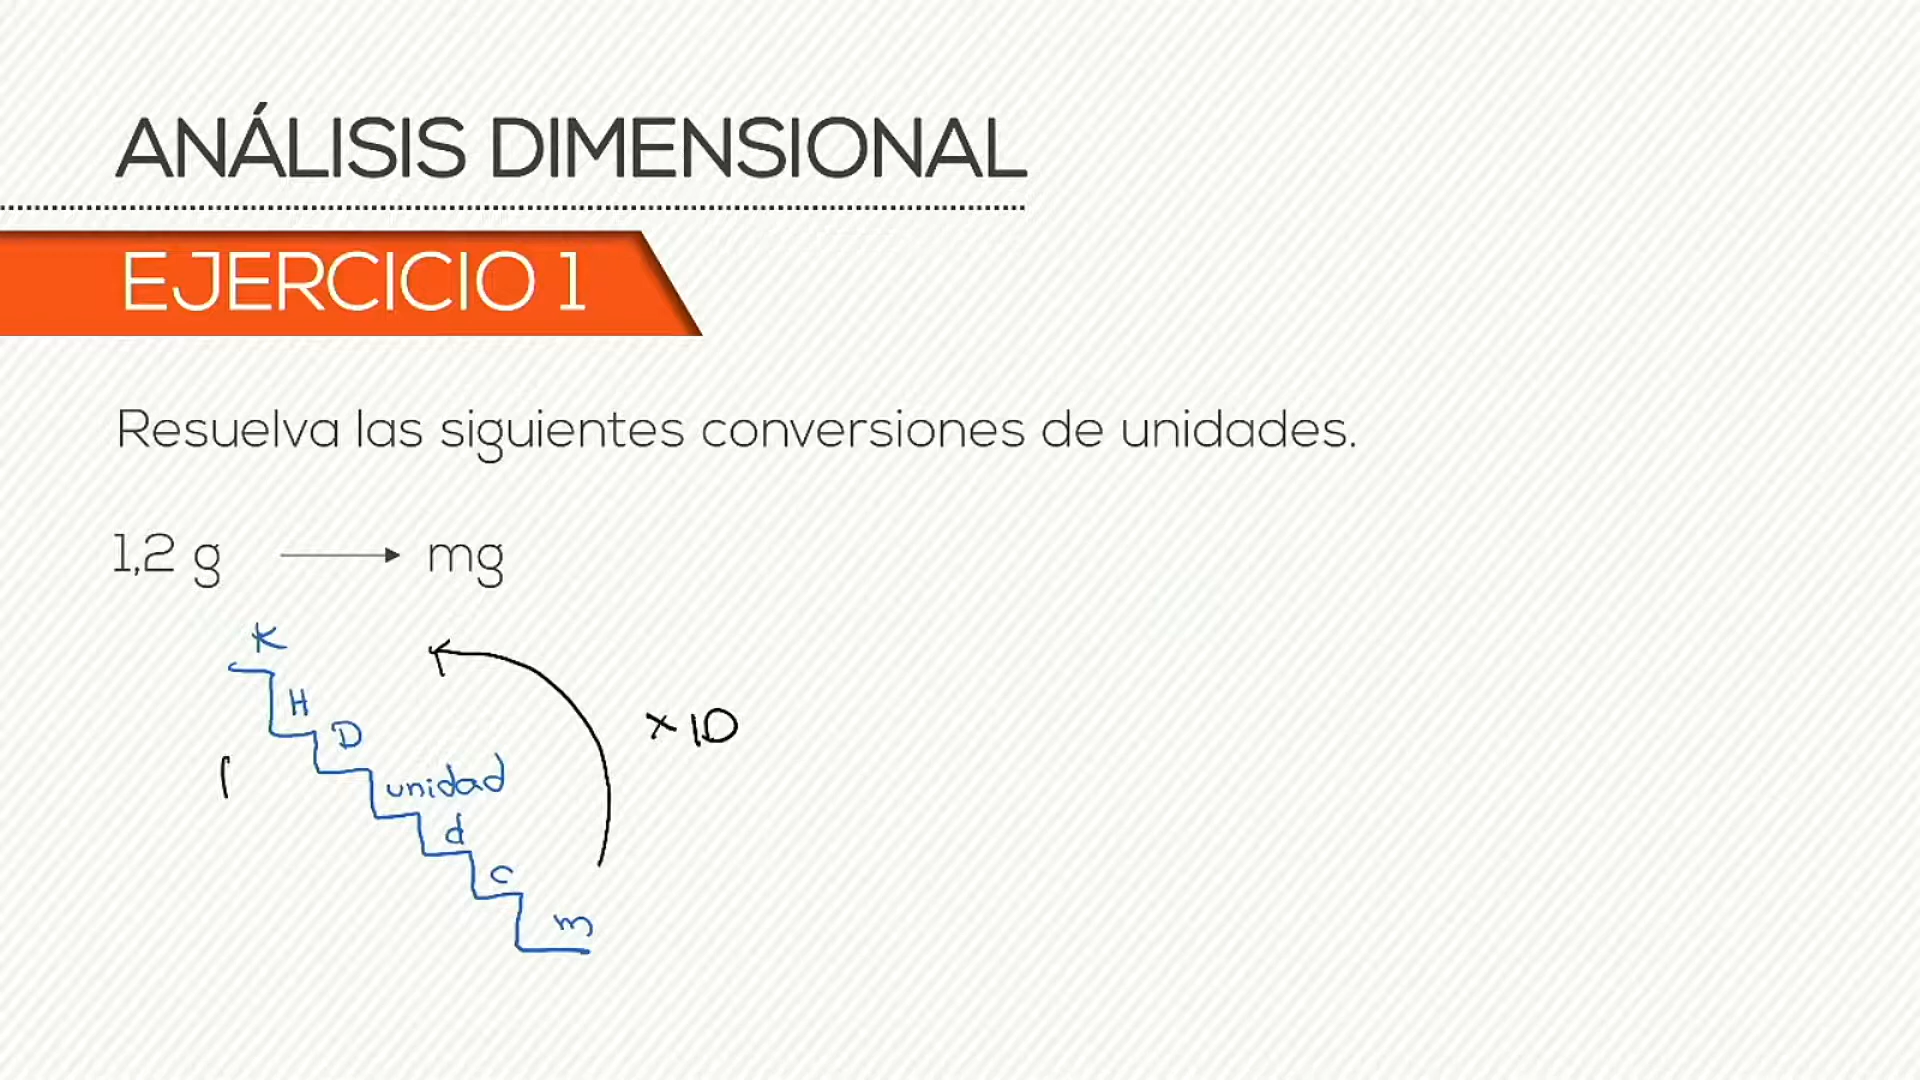 ANÁLISIS DIMENSIONAL
EJERCICIO 1
Resuelva las siguientes conversiones de unidades.
1,2 g → mg
K
H
D
x 10
unidad
d
c
m